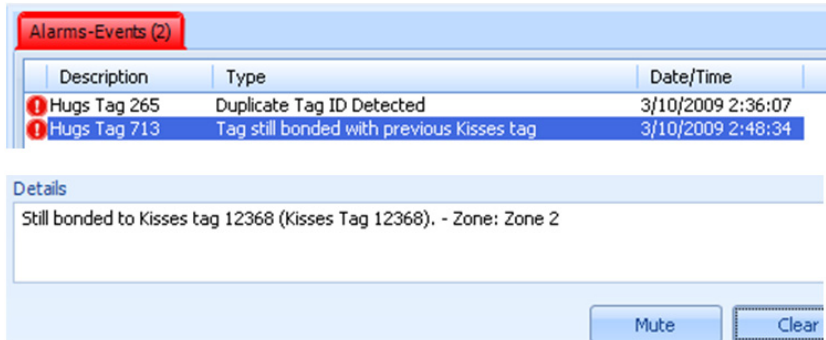 Alarms-Events (2)
Description Type Date/Time
Hugs Tag 265 Duplicate Tag ID Detected 3/10/2009 2:36:07
Hugs Tag 713 Tag still bonded with previous Kisses tag 3/10/2009 2:48:34
Details
Still bonded to Kisses tag 12368 (Kisses Tag 12368). - Zone: Zone 2
Mute Clear